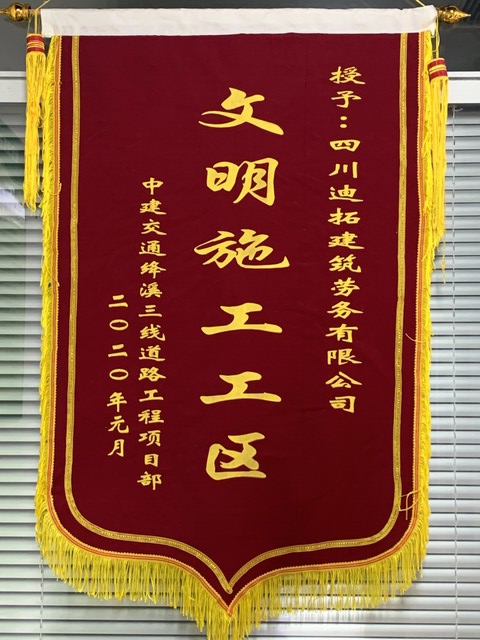 授予：四川迪拓建筑劳务有限公司
文明施工工区
中建交通绛溪三线道路工程项目部
二〇二〇年元月